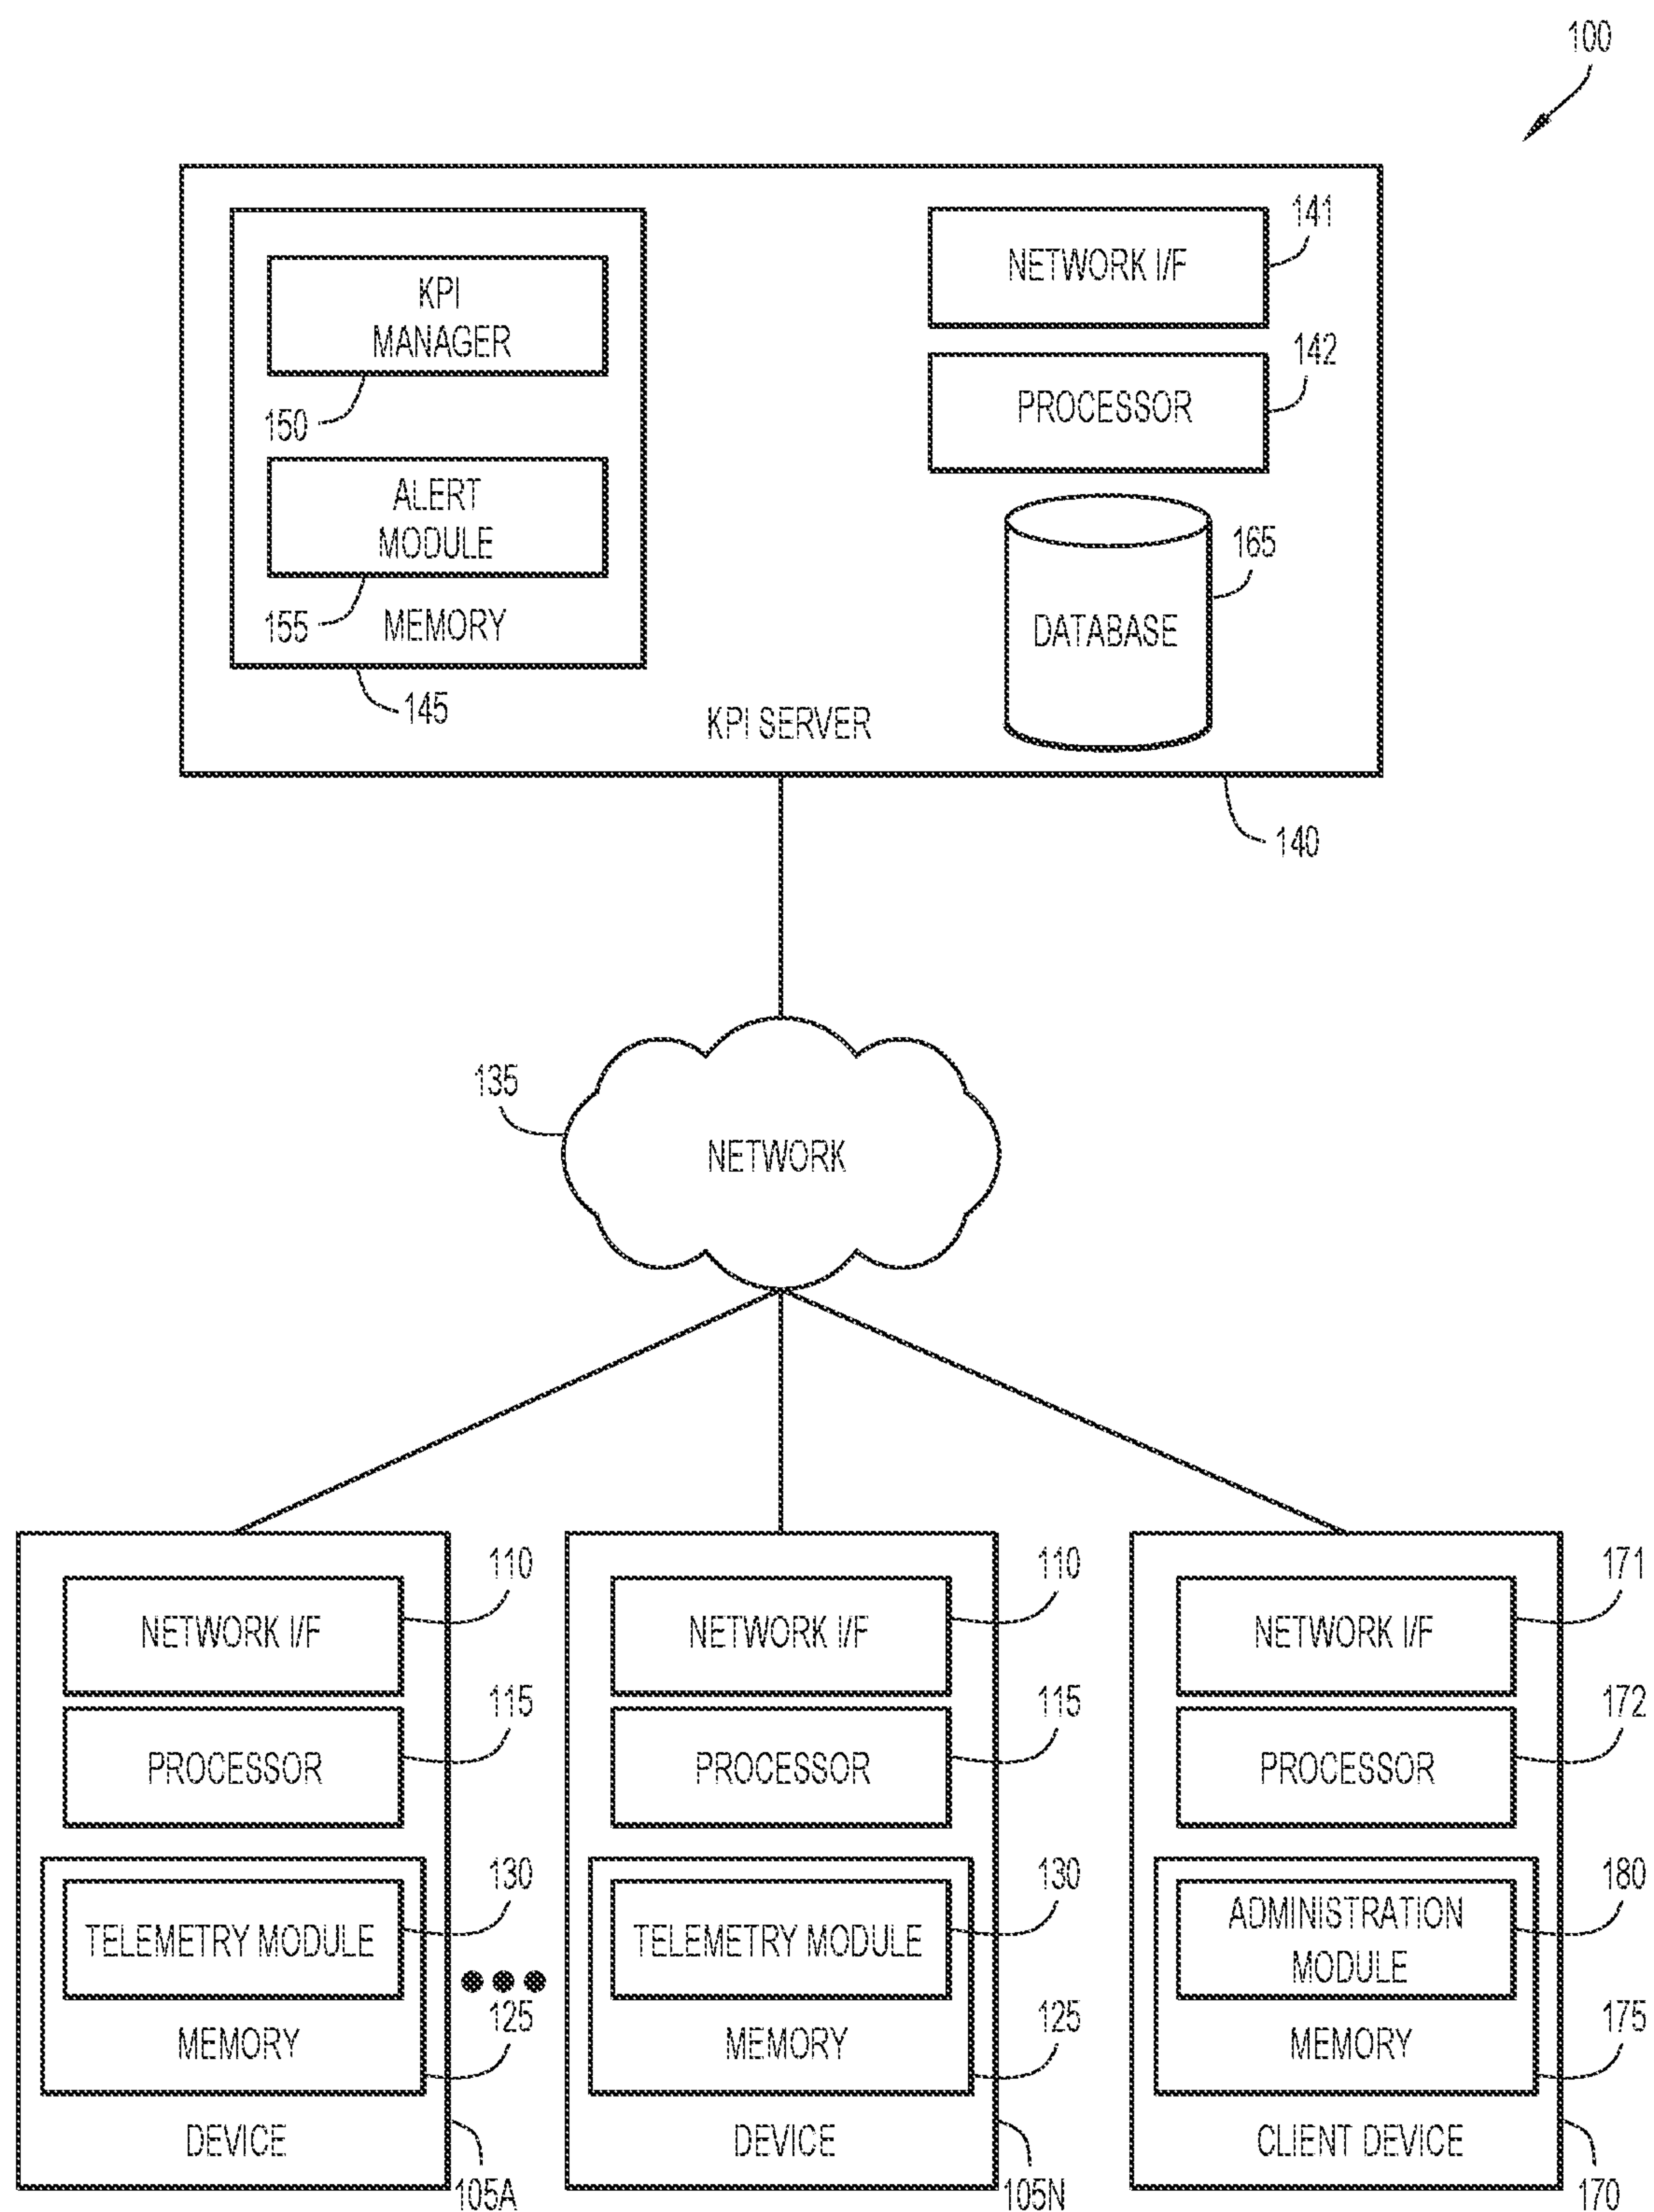 100
141
NETWORK I/F
KPI
MANAGER
142
PROCESSOR
150
ALERT
MODULE
165
155
MEMORY
DATABASE
145
KPI SERVER
140
135
NETWORK
110
NETWORK I/F
115
PROCESSOR
130
TELEMETRY MODULE
125
MEMORY
DEVICE
105A
110
NETWORK I/F
115
PROCESSOR
130
TELEMETRY MODULE
125
MEMORY
DEVICE
105N
171
NETWORK I/F
172
PROCESSOR
180
ADMINISTRATION
MODULE
175
MEMORY
CLIENT DEVICE
170